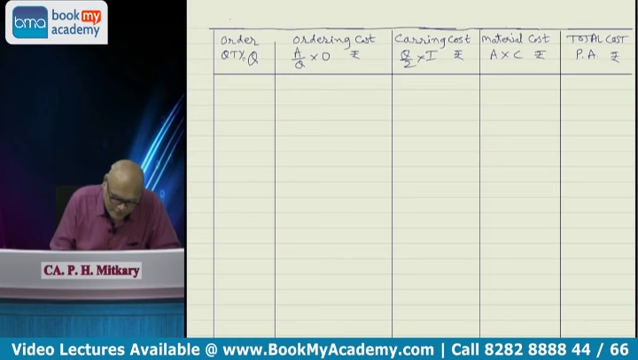 bma
book my
academy
Order
QTY. Q
Ordering Cost
A/Q × O ₹
Carring cost
Q/2 × I ₹
Material Cost
A × C ₹
TOTAL COST
P.A. ₹
CA. P. H. Mitkary
Video Lectures Available @ www.BookMyAcademy.com | Call 8282 8888 44 / 66